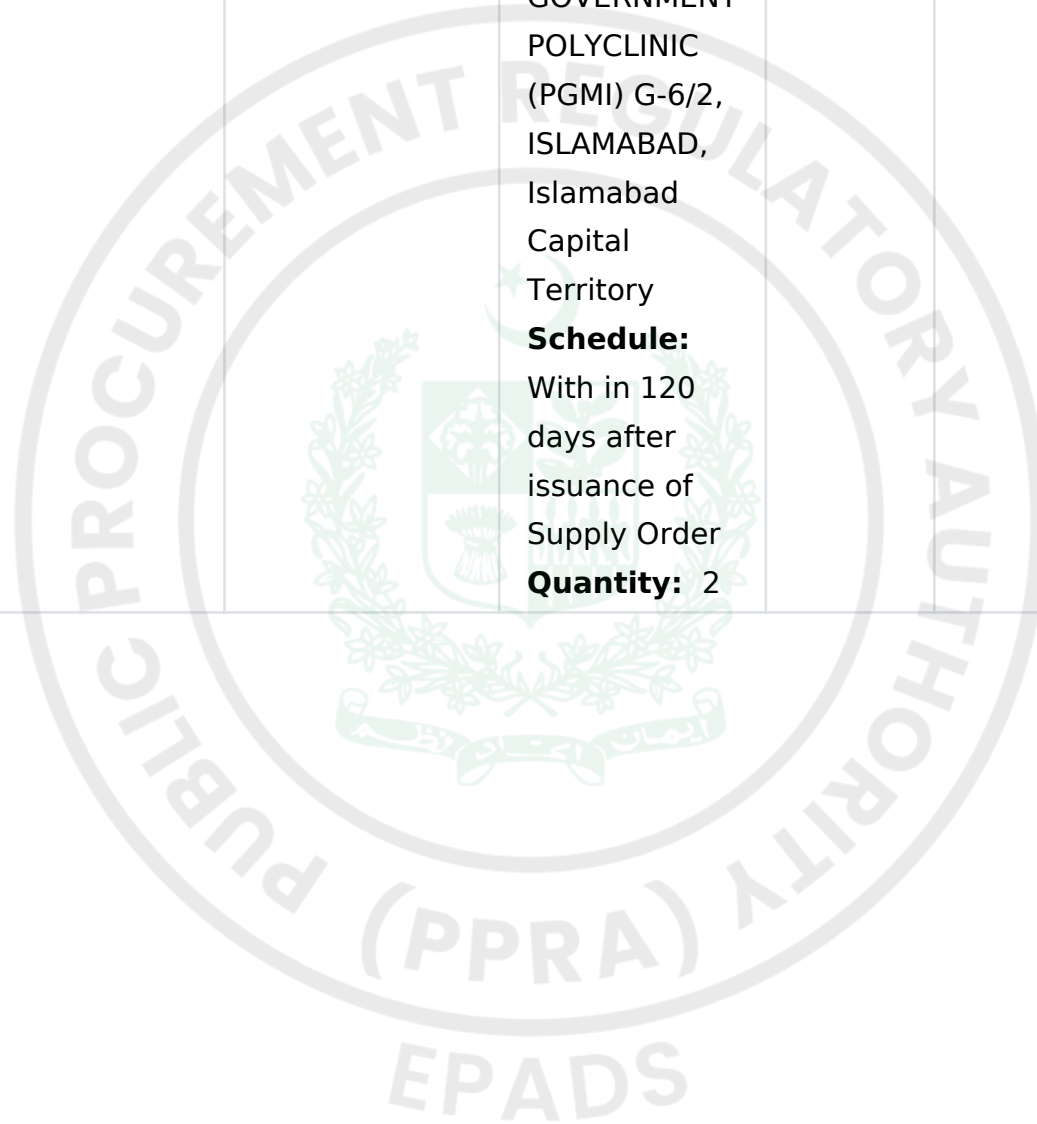 GOVERNMENT
POLYCLINIC
(PGMI) G-6/2,
ISLAMABAD,
Islamabad
Capital
Territory
Schedule:
With in 120
days after
issuance of
Supply Order
Quantity: 2
PUBLIC PROCUREMENT REGULATORY AUTHORITY
(PPRA)
EPADS